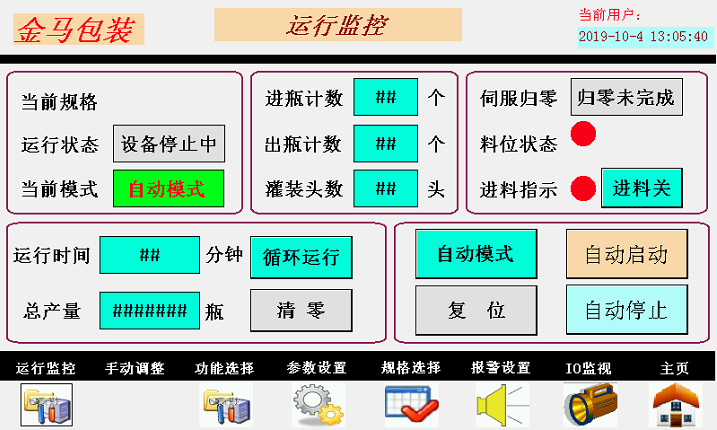 金马包装
运行监控
当前用户：
2019-10-4 13:05:40
当前规格
运行状态 设备停止中
当前模式 自动模式
进瓶计数 ## 个
出瓶计数 ## 个
灌装头数 ## 头
伺服归零 归零未完成
料位状态
进料指示 进料关
运行时间 ## 分钟 循环运行
总产量 ####### 瓶 清 零
自动模式 自动启动
复 位 自动停止
运行监控 手动调整 功能选择 参数设置 规格选择 报警设置 IO监视 主页